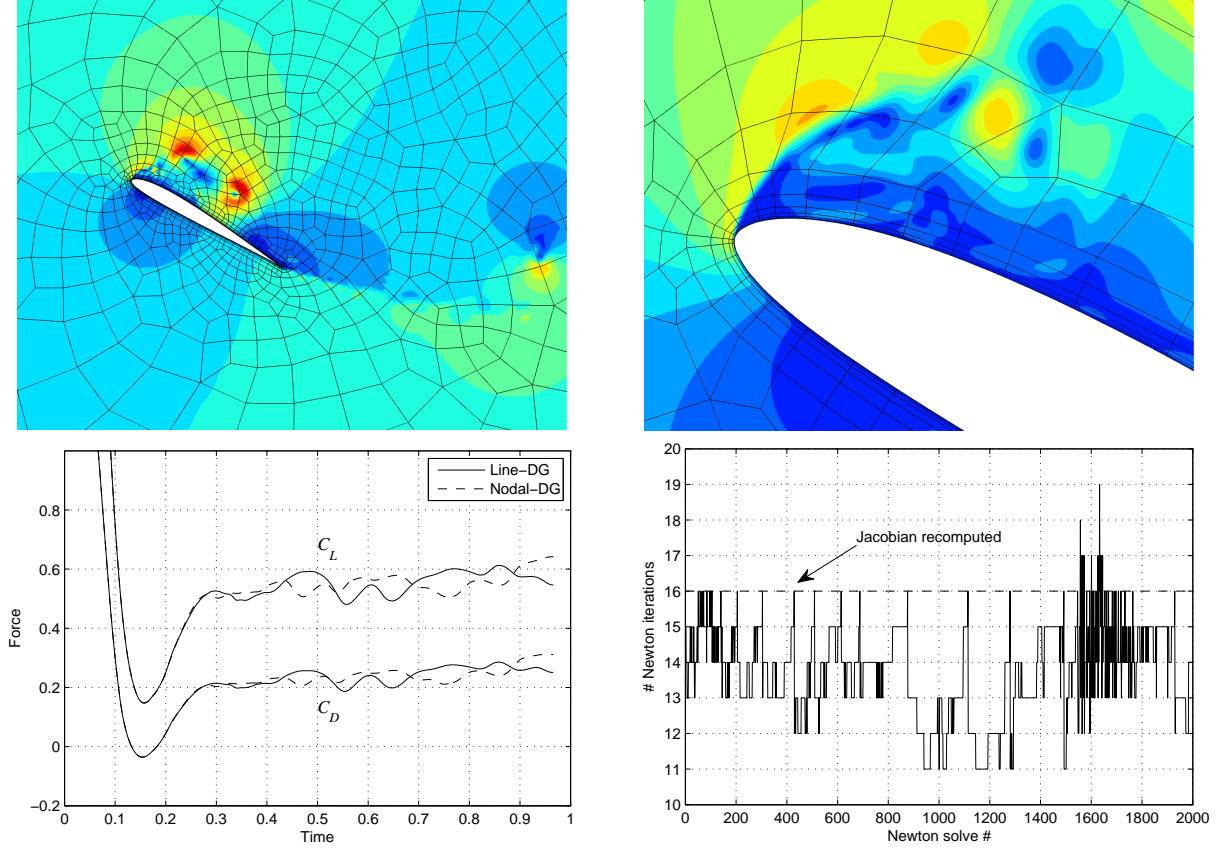 Line−DG
Nodal−DG
0.8
0.6
0.4
0.2
0
−0.2
C_L
C_D
0 0.1 0.2 0.3 0.4 0.5 0.6 0.7 0.8 0.9 1
Time
Force
20
19
18
17
16
15
14
13
12
11
10
Jacobian recomputed
0 200 400 600 800 1000 1200 1400 1600 1800 2000
Newton solve #
# Newton iterations